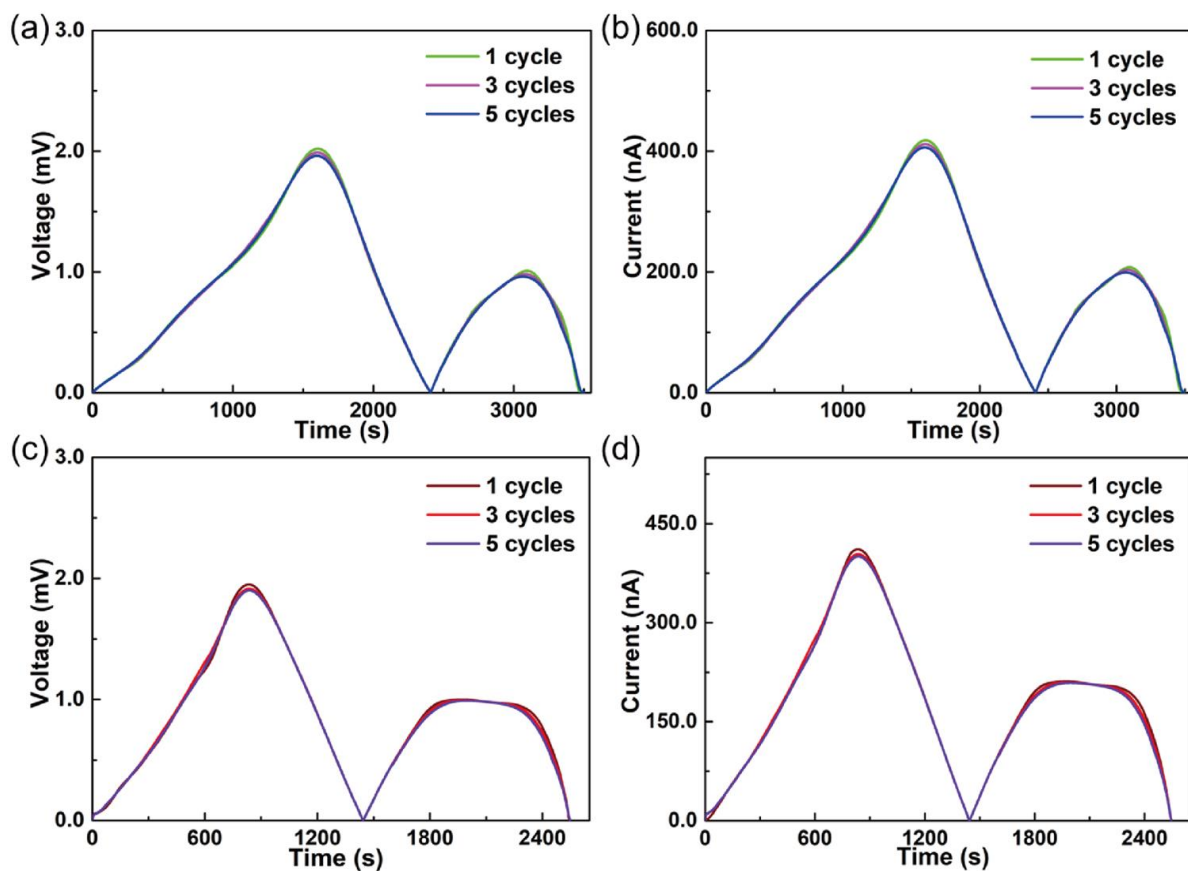 (a)
3.0
2.0
1.0
0.0
Voltage (mV)
1 cycle
3 cycles
5 cycles
0 1000 2000 3000
Time (s)
(b)
600.0
400.0
200.0
0.0
Current (nA)
1 cycle
3 cycles
5 cycles
0 1000 2000 3000
Time (s)
(c)
3.0
2.0
1.0
0.0
Voltage (mV)
1 cycle
3 cycles
5 cycles
0 600 1200 1800 2400
Time (s)
(d)
450.0
300.0
150.0
0.0
Current (nA)
1 cycle
3 cycles
5 cycles
0 600 1200 1800 2400
Time (s)